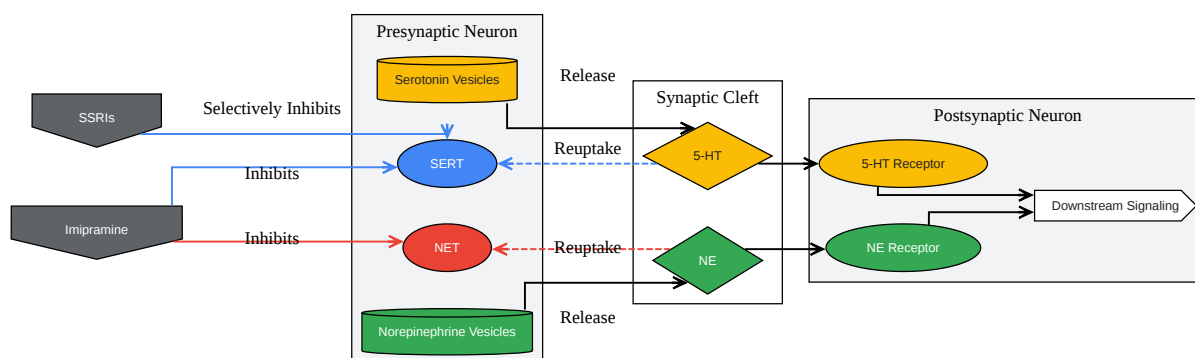 Presynaptic Neuron
Serotonin Vesicles
Release
SSRIs
Selectively Inhibits
Synaptic Cleft
Postsynaptic Neuron
SERT
Reuptake
5-HT
5-HT Receptor
Inhibits
Downstream Signaling
Imipramine
Inhibits
NET
Reuptake
NE
NE Receptor
Norepinephrine Vesicles
Release